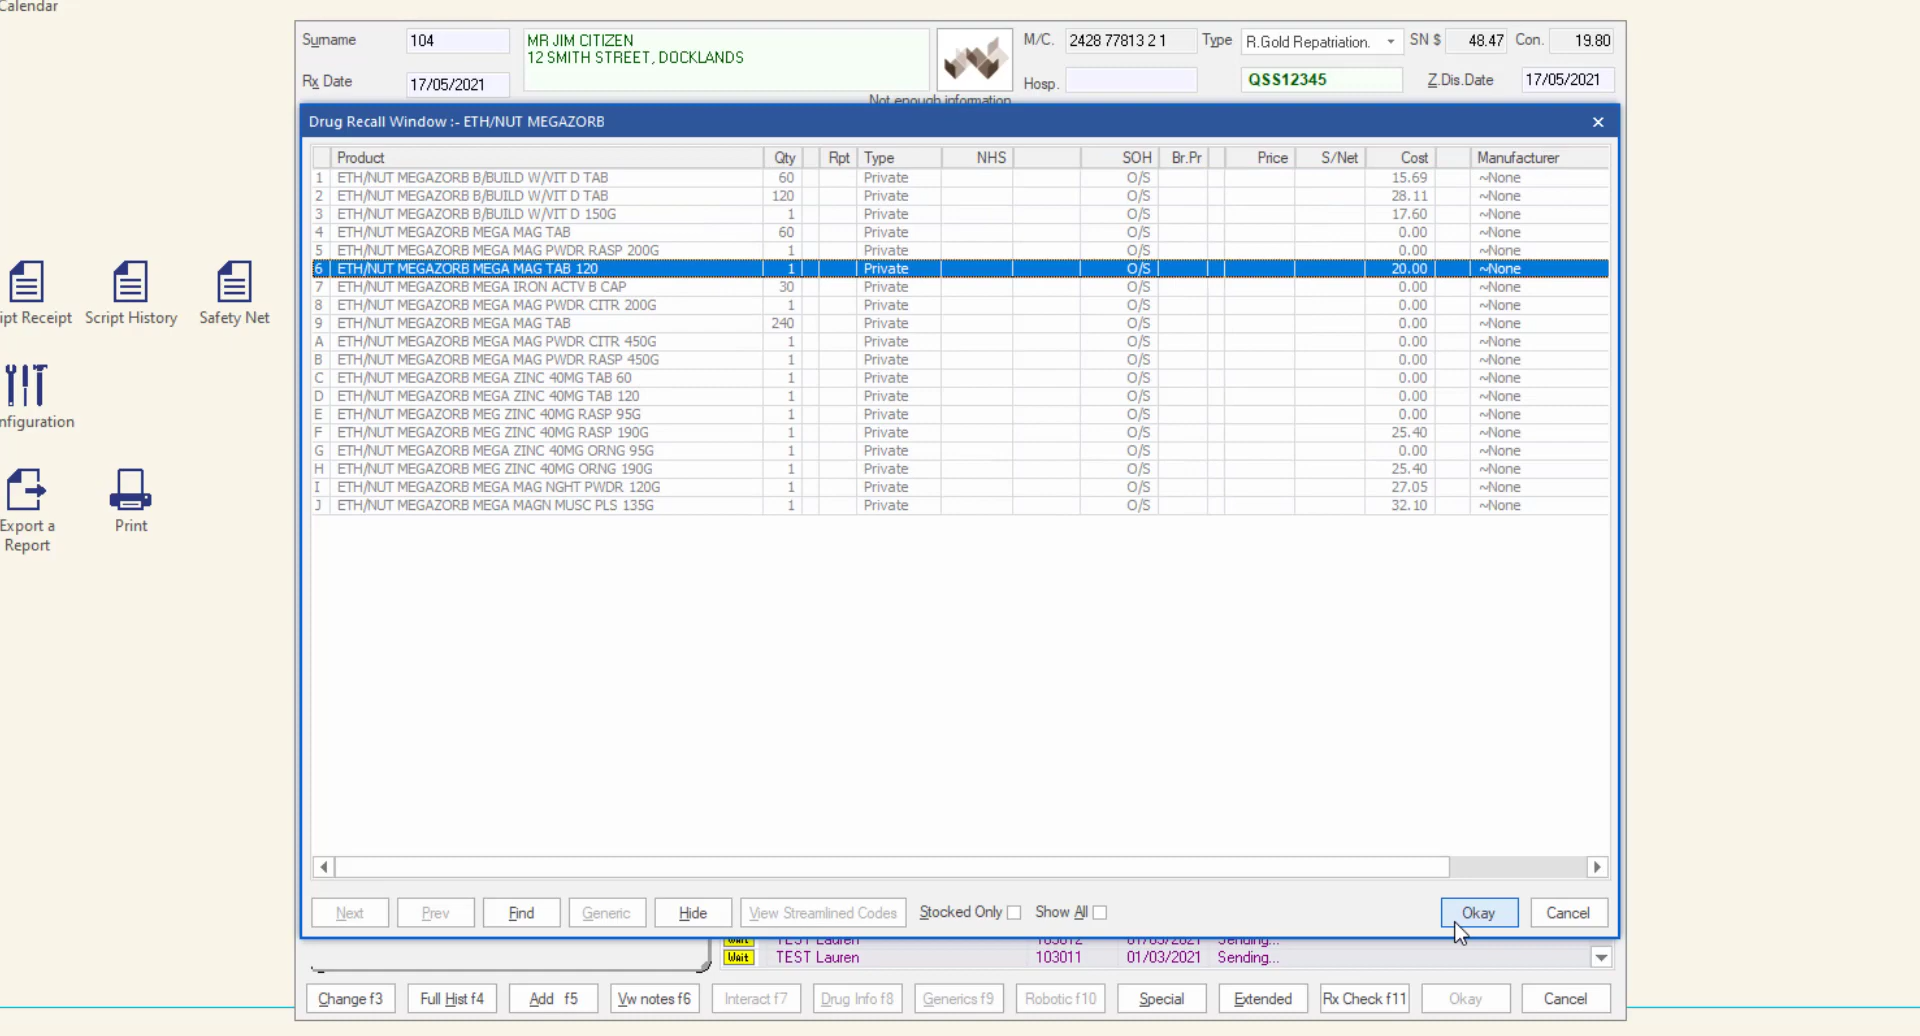 Calendar
Surname 104 MR JIM CITIZEN M/C. 2428 77813 2 1 Type R.Gold Repatriation. SN $ 48.47 Con. 19.80
12 SMITH STREET, DOCKLANDS
Rx Date 17/05/2021 Hosp. QSS12345 Z.Dis.Date 17/05/2021
Not enough information
Drug Recall Window :- ETH/NUT MEGAZORB
Product Qty Rpt Type NHS SOH Br.Pr Price S/Net Cost Manufacturer
1 ETH/NUT MEGAZORB B/BUILD W/VIT D TAB 60 Private O/S 15.69 ~None
2 ETH/NUT MEGAZORB B/BUILD W/VIT D TAB 120 Private O/S 28.11 ~None
3 ETH/NUT MEGAZORB B/BUILD W/VIT D 150G 1 Private O/S 17.60 ~None
4 ETH/NUT MEGAZORB MEGA MAG TAB 60 Private O/S 0.00 ~None
5 ETH/NUT MEGAZORB MEGA MAG PWDR RASP 200G 1 Private O/S 0.00 ~None
6 ETH/NUT MEGAZORB MEGA MAG TAB 120 1 Private O/S 20.00 ~None
7 ETH/NUT MEGAZORB MEGA IRON ACTV B CAP 30 Private O/S 0.00 ~None
8 ETH/NUT MEGAZORB MEGA MAG PWDR CITR 200G 1 Private O/S 0.00 ~None
9 ETH/NUT MEGAZORB MEGA MAG TAB 240 Private O/S 0.00 ~None
A ETH/NUT MEGAZORB MEGA MAG PWDR CITR 450G 1 Private O/S 0.00 ~None
B ETH/NUT MEGAZORB MEGA MAG PWDR RASP 450G 1 Private O/S 0.00 ~None
C ETH/NUT MEGAZORB MEGA ZINC 40MG TAB 60 1 Private O/S 0.00 ~None
D ETH/NUT MEGAZORB MEGA ZINC 40MG TAB 120 1 Private O/S 0.00 ~None
E ETH/NUT MEGAZORB MEG ZINC 40MG RASP 95G 1 Private O/S 0.00 ~None
F ETH/NUT MEGAZORB MEG ZINC 40MG RASP 190G 1 Private O/S 25.40 ~None
G ETH/NUT MEGAZORB MEGA ZINC 40MG ORNG 95G 1 Private O/S 0.00 ~None
H ETH/NUT MEGAZORB MEG ZINC 40MG ORNG 190G 1 Private O/S 25.40 ~None
I ETH/NUT MEGAZORB MEGA MAG NGHT PWDR 120G 1 Private O/S 27.05 ~None
J ETH/NUT MEGAZORB MEGA MAGN MUSC PLS 135G 1 Private O/S 32.10 ~None
ipt Receipt Script History Safety Net
nfiguration
Export a Print
Report
Next Prev Find Generic Hide View Streamlined Codes Stocked Only Show All Okay Cancel
Wait TEST Lauren 103012 01/03/2021 Sending...
Wait TEST Lauren 103011 01/03/2021 Sending...
Change f3 Full Hist f4 Add f5 Vw notes f6 Interact f7 Drug Info f8 Generics f9 Robotic f10 Special Extended Rx Check f11 Okay Cancel